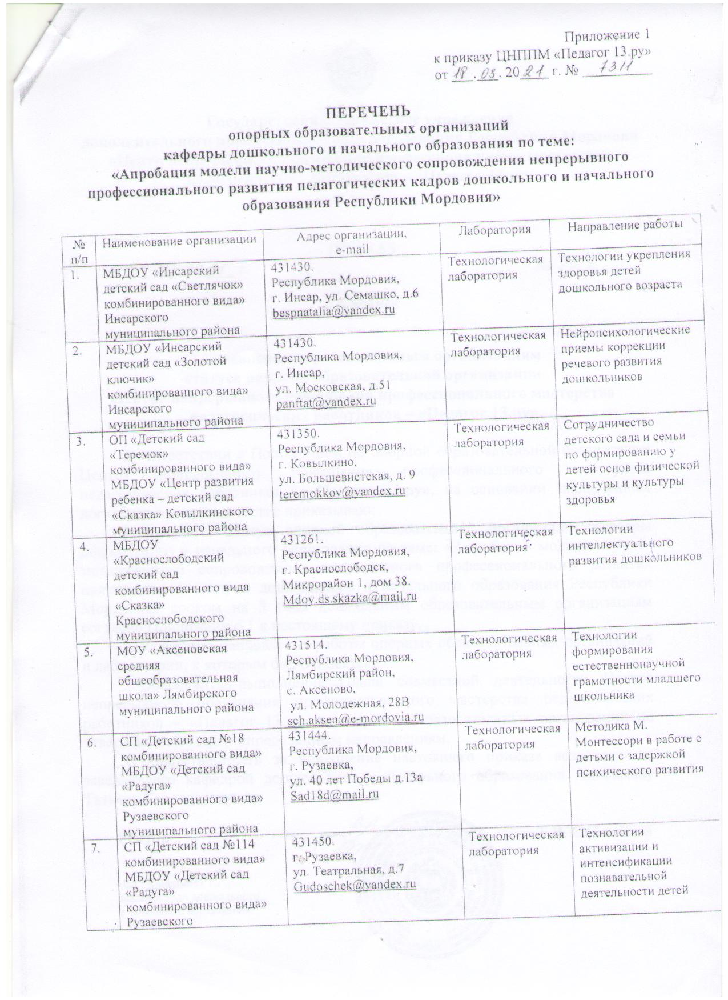 Приложение 1
к приказу ЦНППМ «Педагог 13.ру»
от 18.03.2021 г. №
ПЕРЕЧЕНЬ
опорных образовательных организаций
кафедры дошкольного и начального образования по теме:
«Апробация модели научно-методического сопровождения непрерывного
профессионального развития педагогических кадров дошкольного и начального
образования Республики Мордовия»
№
п/п
Наименование организации
Адрес организации,
e-mail
Лаборатория
Направление работы
1.
МБДОУ «Инсарский
детский сад «Светлячок»
комбинированного вида»
Инсарского
муниципального района
431430.
Республика Мордовия,
г. Инсар, ул. Семашко, д.6
bespnatalia@yandex.ru
Технологическая
лаборатория
Технологии укрепления
здоровья детей
дошкольного возраста
2.
МБДОУ «Инсарский
детский сад «Золотой
ключик»
комбинированного вида»
Инсарского
муниципального района
431430.
Республика Мордовия,
г. Инсар,
ул. Московская, д.51
panftat@yandex.ru
Технологическая
лаборатория
Нейропсихологические
приемы коррекции
речевого развития
дошкольников
3.
ОП «Детский сад
«Теремок»
комбинированного вида»
МБДОУ «Центр развития
ребенка – детский сад
«Сказка» Ковылкинского
муниципального района
431350.
Республика Мордовия,
г. Ковылкино,
ул. Большевистская, д. 9
teremokkov@yandex.ru
Технологическая
лаборатория
Сотрудничество
детского сада и семьи
по формированию у
детей основ физической
культуры и культуры
здоровья
4.
МБДОУ
«Краснослободский
детский сад
комбинированного вида
«Сказка»
Краснослободского
муниципального района
431261.
Республика Мордовия,
г. Краснослободск,
Микрорайон 1, дом 38.
Mdoy.ds.skazka@mail.ru
Технологическая
лаборатория
Технологии
интеллектуального
развития дошкольников
5.
МОУ «Аксеновская
средняя
общеобразовательная
школа» Лямбирского
муниципального района
431514.
Республика Мордовия,
Лямбирский район,
с. Аксеново,
ул. Молодежная, 28В
sch.aksen@e-mordovia.ru
Технологическая
лаборатория
Технологии
формирования
естественнонаучной
грамотности младшего
школьника
6.
СП «Детский сад №18
комбинированного вида»
МБДОУ «Детский сад
«Радуга»
комбинированного вида»
Рузаевского
муниципального района
431444.
Республика Мордовия,
г. Рузаевка,
ул. 40 лет Победы д.13а
Sad18d@mail.ru
Технологическая
лаборатория
Методика М.
Монтессори в работе с
детьми с задержкой
психического развития
7.
СП «Детский сад №114
комбинированного вида»
МБДОУ «Детский сад
«Радуга»
комбинированного вида»
Рузаевского
431450.
г. Рузаевка,
ул. Театральная, д.7
Gudoschek@yandex.ru
Технологическая
лаборатория
Технологии
активизации и
интенсификации
познавательной
деятельности детей